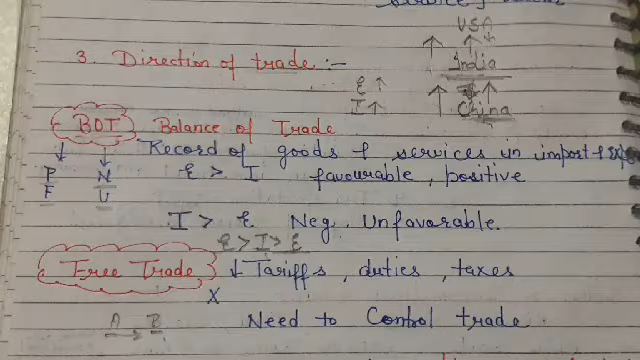 USA
3. Direction of trade :-
India
E ↑
I ↑
China
BOT Balance of Trade
Record of goods & services in import & Exp
P N E > I favourable, positive
F U
I > E Neg. Unfavorable.
E > I > E
Free Trade ↓ Tariffs, duties, taxes
X
A → B Need to Control trade